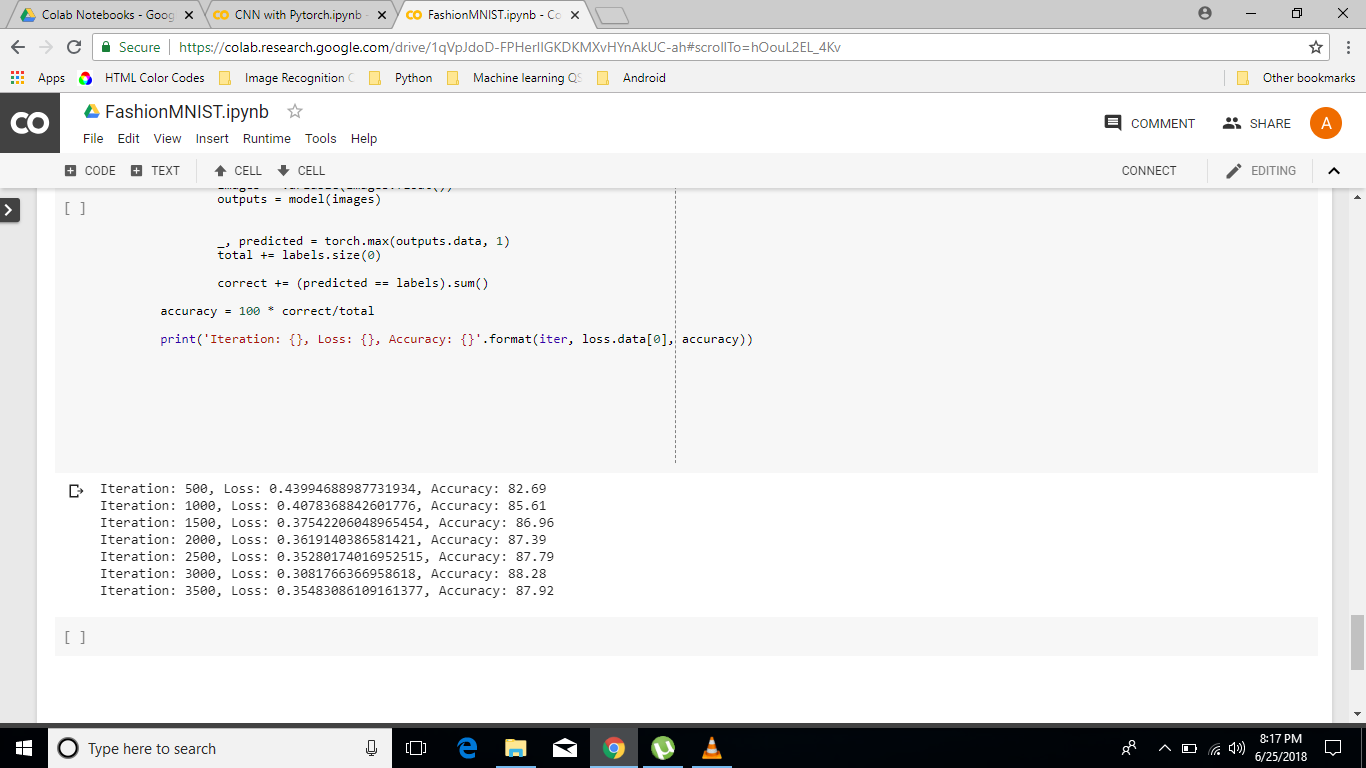 Colab Notebooks - Goog
CNN with Pytorch.ipynb -
FashionMNIST.ipynb - Co
Secure
https://colab.research.google.com/drive/1qVpJdoD-FPHerlIGKDKMXvHYnAkUC-ah#scrollTo=hOouL2EL_4Kv
Apps
HTML Color Codes
Image Recognition C
Python
Machine learning QS
Android
Other bookmarks
CO
FashionMNIST.ipynb
COMMENT
SHARE
A
File Edit View Insert Runtime Tools Help
CODE TEXT CELL CELL
CONNECT
EDITING
[ ]
outputs = model(images)
_, predicted = torch.max(outputs.data, 1)
total += labels.size(0)
correct += (predicted == labels).sum()
accuracy = 100 * correct/total
print('Iteration: {}, Loss: {}, Accuracy: {}'.format(iter, loss.data[0], accuracy))
Iteration: 500, Loss: 0.43994688987731934, Accuracy: 82.69
Iteration: 1000, Loss: 0.4078368842601776, Accuracy: 85.61
Iteration: 1500, Loss: 0.37542206048965454, Accuracy: 86.96
Iteration: 2000, Loss: 0.3619140386581421, Accuracy: 87.39
Iteration: 2500, Loss: 0.35280174016952515, Accuracy: 87.79
Iteration: 3000, Loss: 0.3081766366958618, Accuracy: 88.28
Iteration: 3500, Loss: 0.35483086109161377, Accuracy: 87.92
[ ]
Type here to search
8:17 PM
6/25/2018